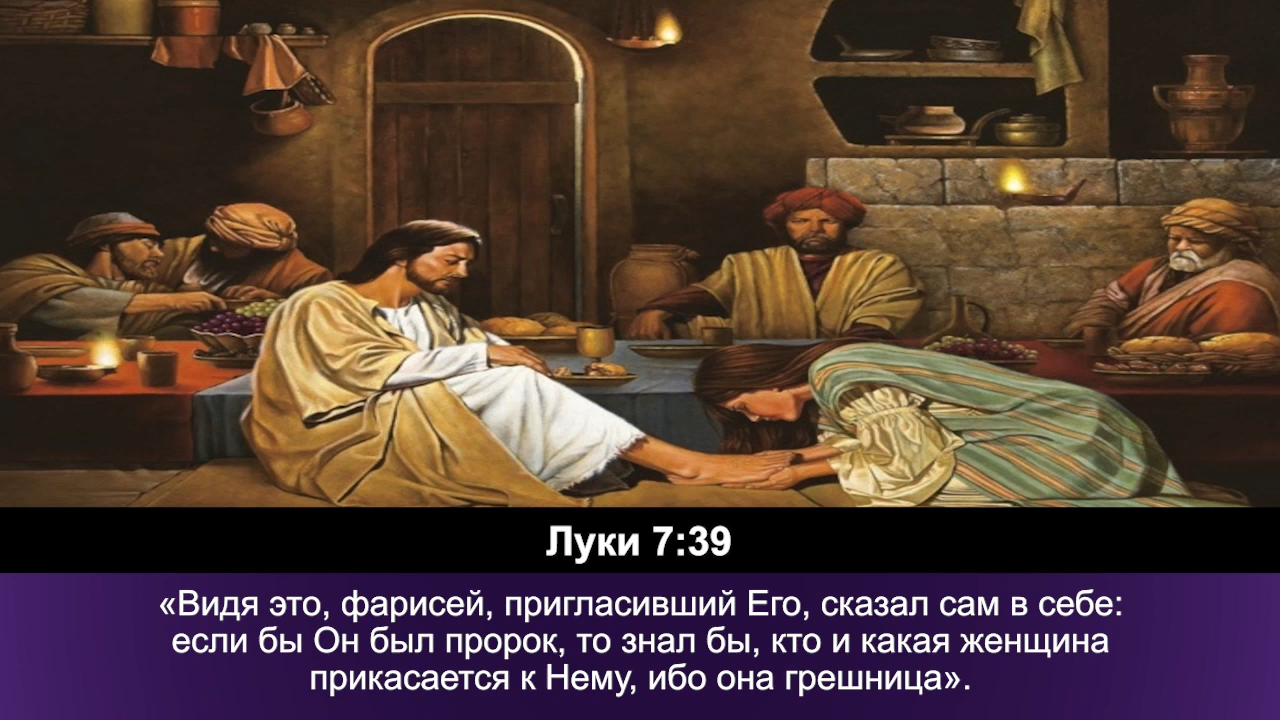 Луки 7:39
«Видя это, фарисей, пригласивший Его, сказал сам в себе:
если бы Он был пророк, то знал бы, кто и какая женщина
прикасается к Нему, ибо она грешница».